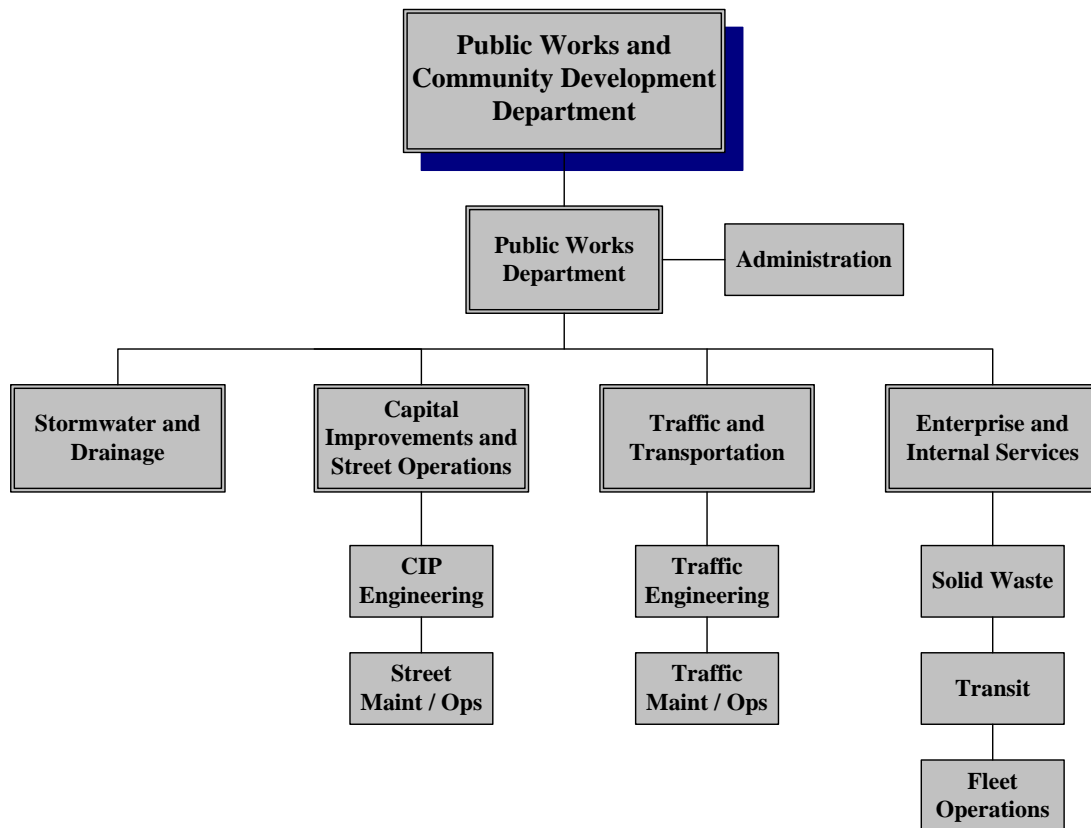 Public Works and
Community Development
Department
Public Works
Department
Administration
Stormwater and
Drainage
Capital
Improvements and
Street Operations
Traffic and
Transportation
Enterprise and
Internal Services
CIP
Engineering
Traffic
Engineering
Solid Waste
Street
Maint / Ops
Traffic
Maint / Ops
Transit
Fleet
Operations